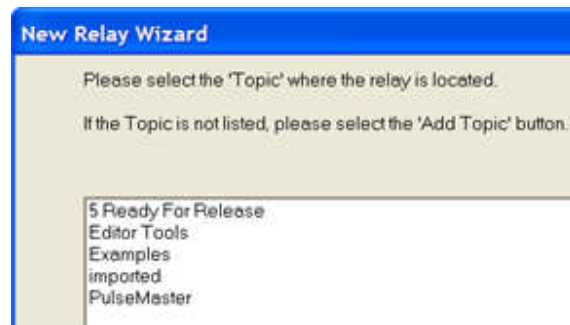 New Relay Wizard
Please select the 'Topic' where the relay is located.
If the Topic is not listed, please select the 'Add Topic' button.
5 Ready For Release
Editor Tools
Examples
imported
PulseMaster